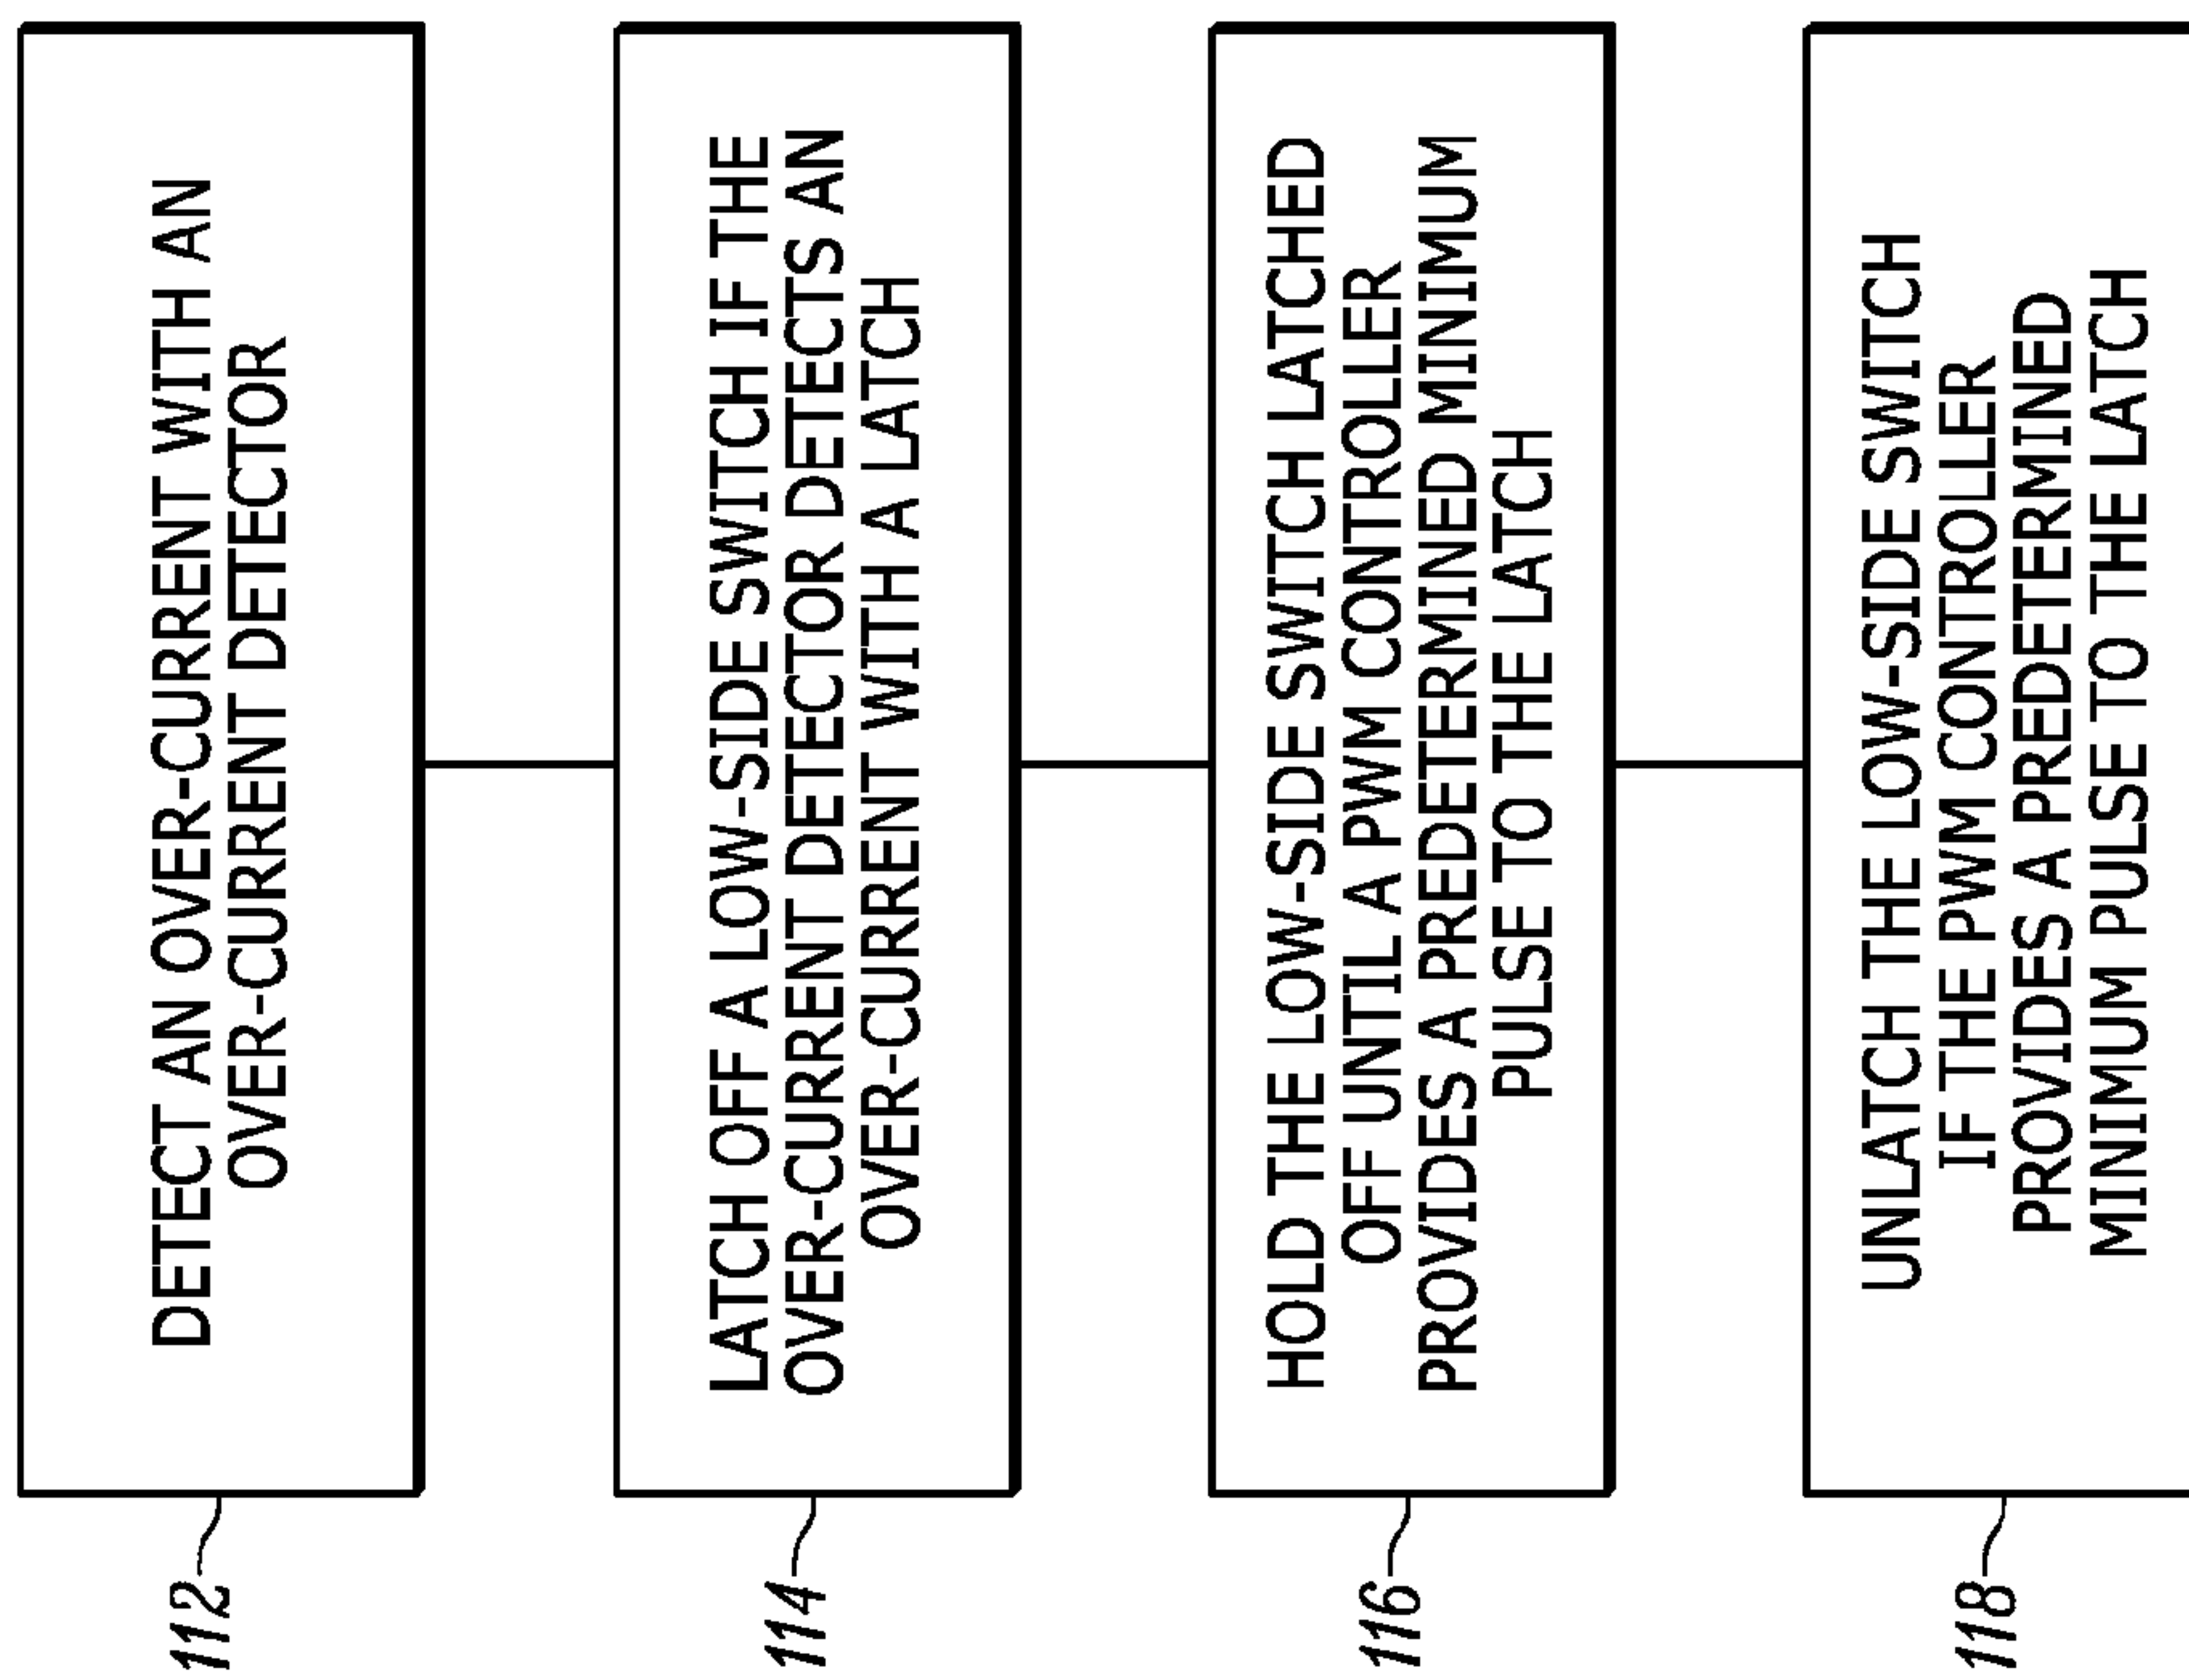 112
DETECT AN OVER-CURRENT WITH AN
OVER-CURRENT DETECTOR
114
LATCH OFF A LOW-SIDE SWITCH IF THE
OVER-CURRENT DETECTOR DETECTS AN
OVER-CURRENT WITH A LATCH
116
HOLD THE LOW-SIDE SWITCH LATCHED
OFF UNTIL A PWM CONTROLLER
PROVIDES A PREDETERMINED MINIMUM
PULSE TO THE LATCH
118
UNLATCH THE LOW-SIDE SWITCH
IF THE PWM CONTROLLER
PROVIDES A PREDETERMINED
MINIMUM PULSE TO THE LATCH